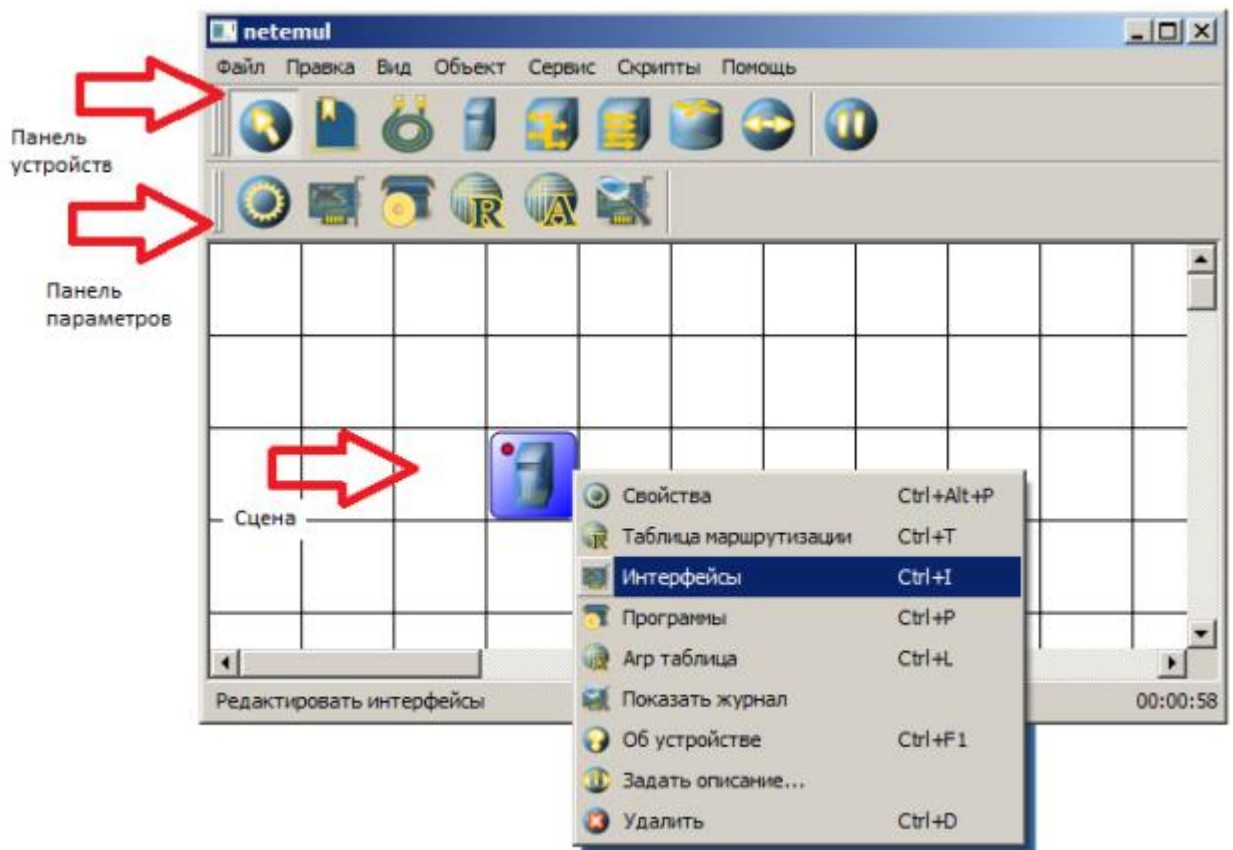 netemul
Файл Правка Вид Объект Сервис Скрипты Помощь
Панель
устройств
Панель
параметров
Сцена
Свойства Ctrl+Alt+P
Таблица маршрутизации Ctrl+T
Интерфейсы Ctrl+I
Программы Ctrl+P
Arp таблица Ctrl+L
Показать журнал
Об устройстве Ctrl+F1
Задать описание...
Удалить Ctrl+D
Редактировать интерфейсы 00:00:58